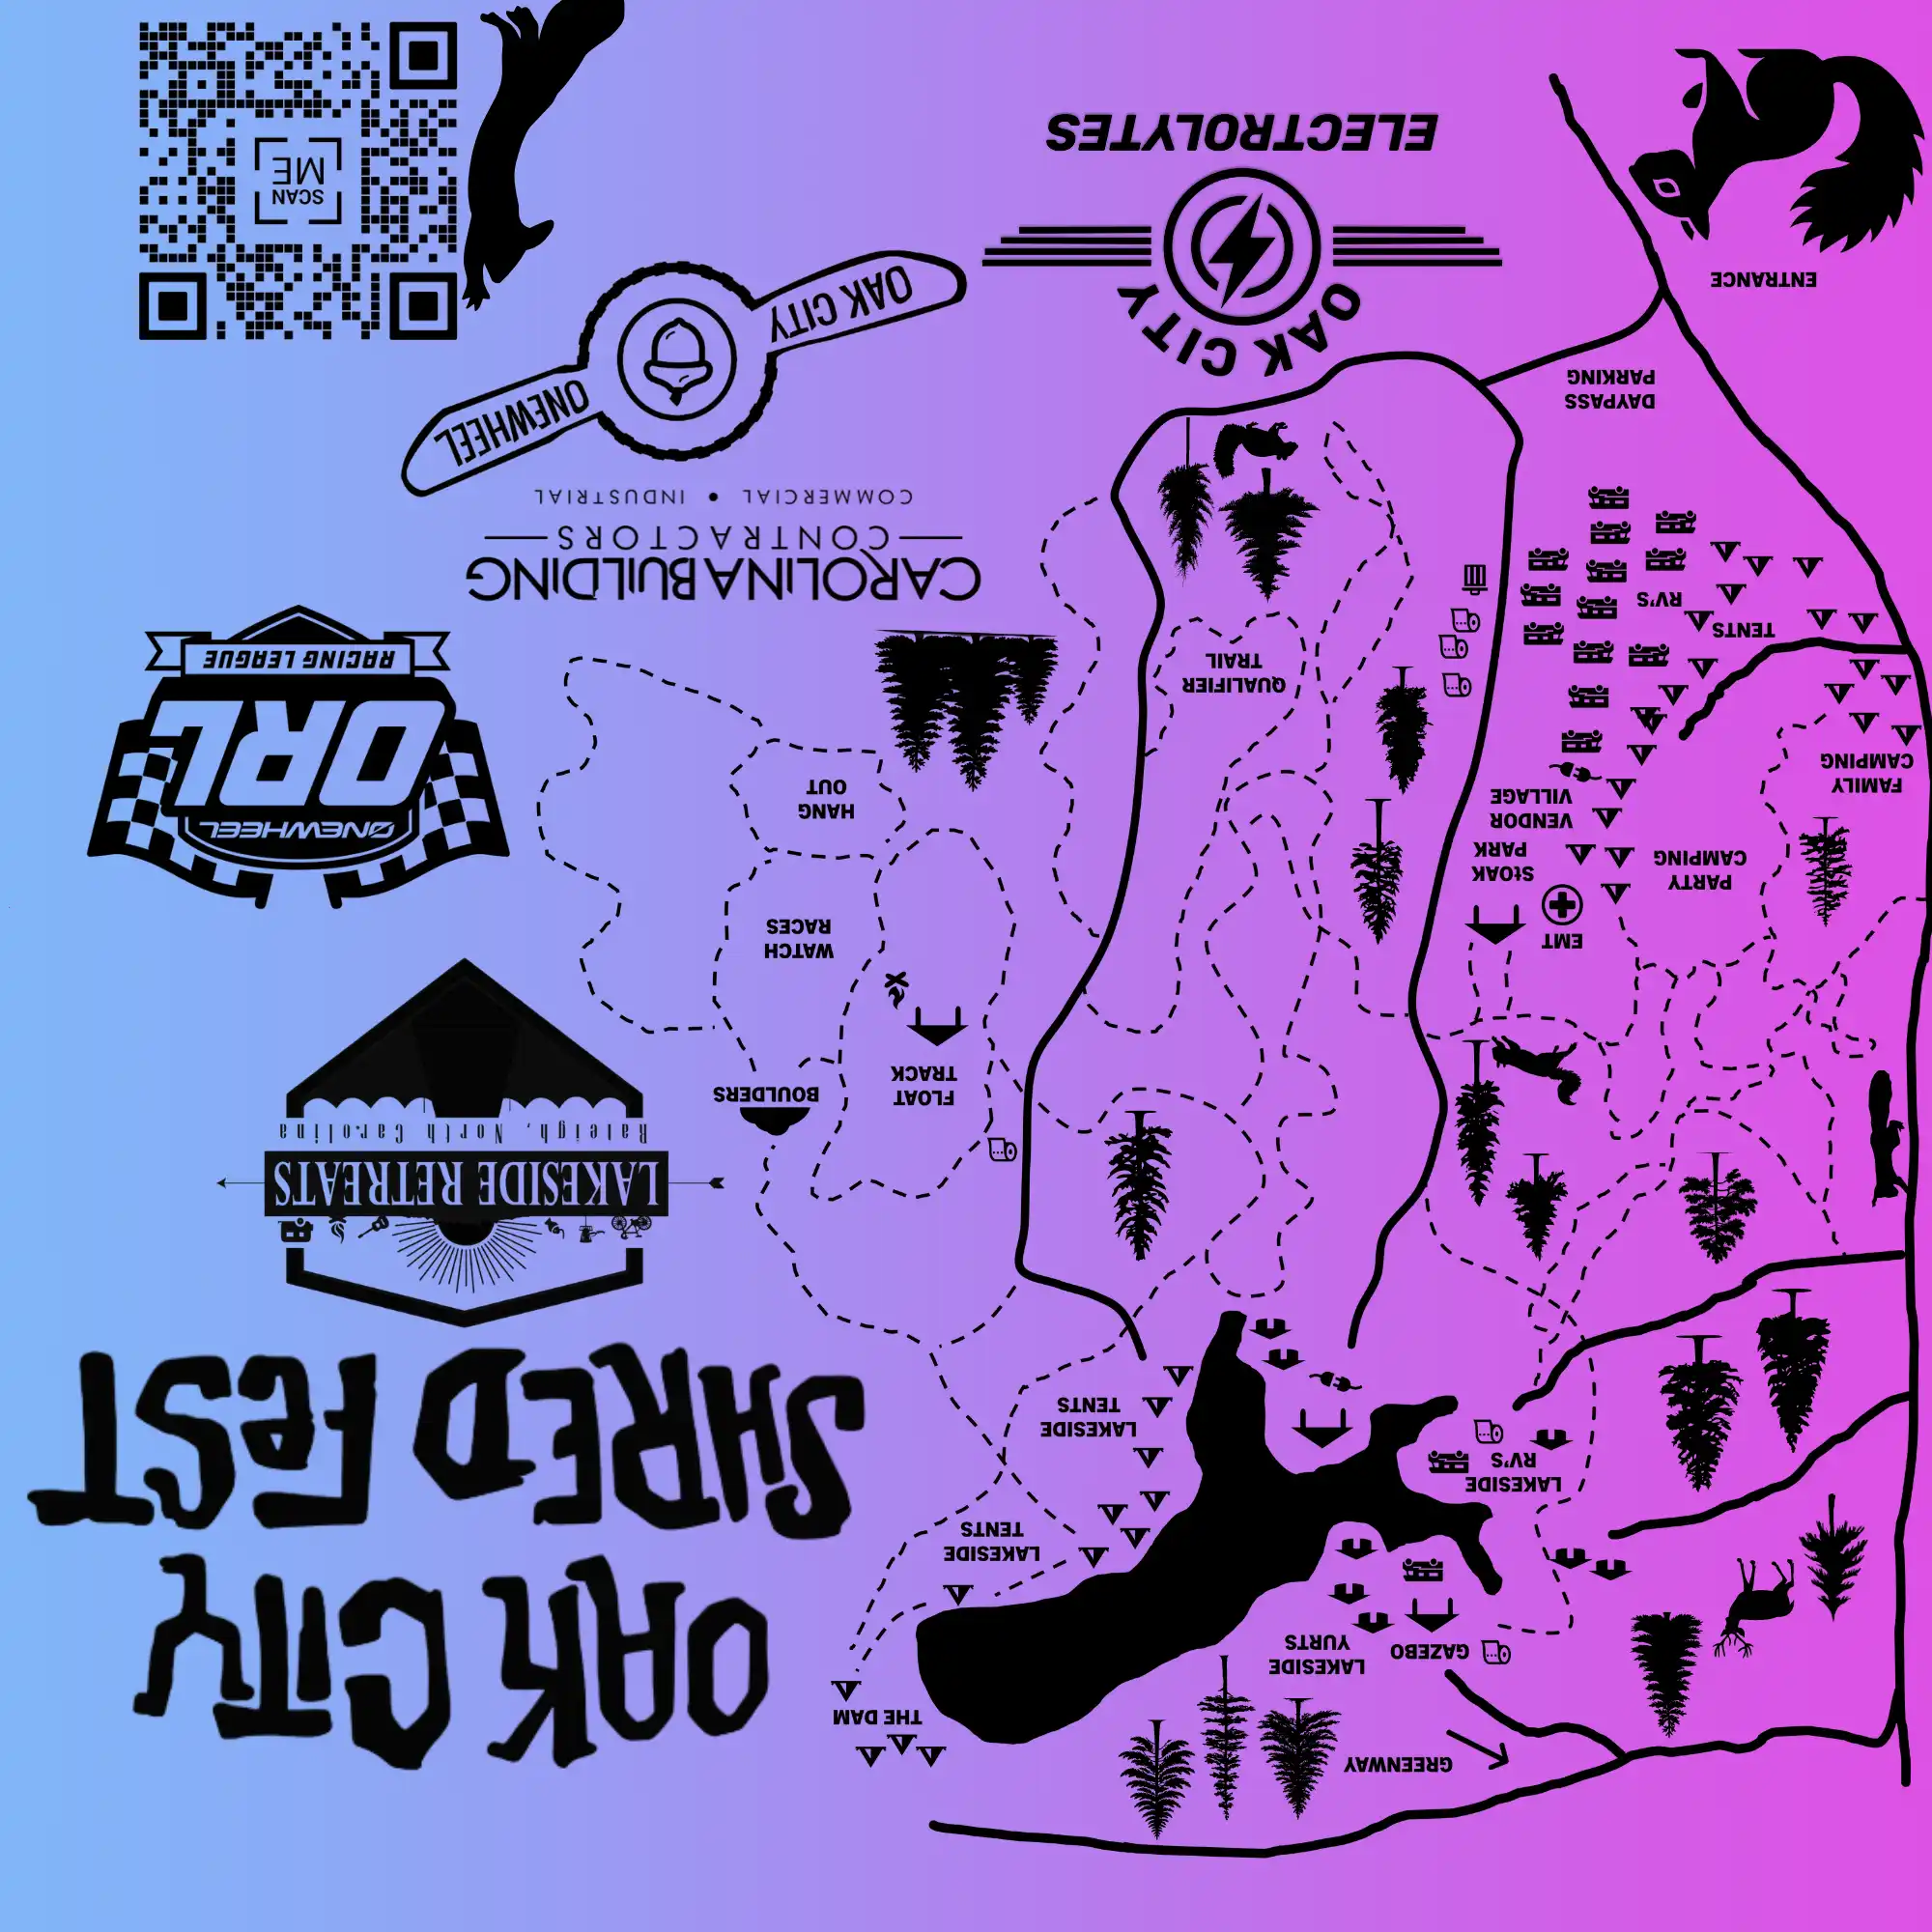 OAK CiTY
SHRED FeST
LAKESIDE RETREATS
Raleigh, North Carolina
ONEWHEEL
ORL
RACING LEAGUE
CAROLINA BUILDING
CONTRACTORS
COMMERCIAL • INDUSTRIAL
ONEWHEEL
OAK CITY
SCAN
ME
OAK CITY
ELECTROLYTES
GREENWAY
THE DAM
LAKESIDE
YURTS
GAZEBO
LAKESIDE
TENTS
LAKESIDE
RV'S
LAKESIDE
TENTS
FLOAT
TRACK
BOULDERS
WATCH
RACES
HANG
OUT
EMT
PARTY
CAMPING
StOAK
PARK
VENDOR
VILLAGE
FAMILY
CAMPING
QUALIFIER
TRAIL
TENTS
RV'S
DAYPASS
PARKING
ENTRANCE